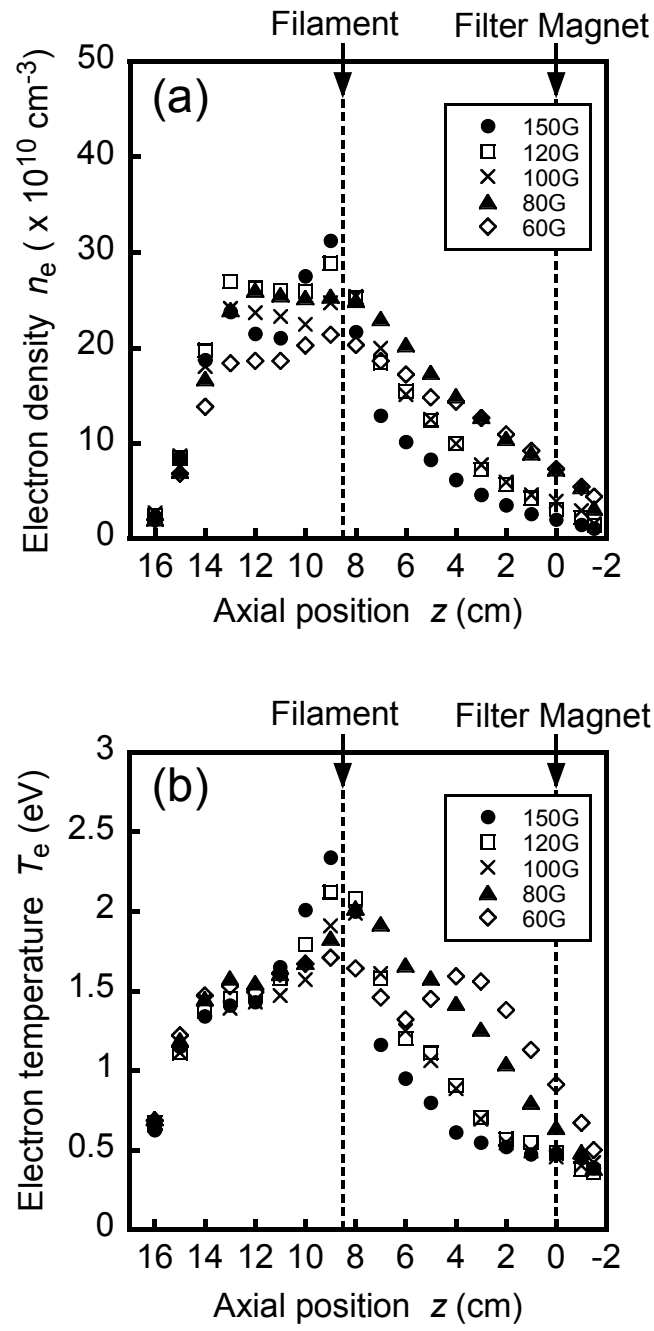 Filament Filter Magnet
50
(a)
150G
120G
100G
80G
60G
40
30
20
10
0
Electron density n_e ( x 10^10 cm^-3)
16 14 12 10 8 6 4 2 0 -2
Axial position z (cm)
Filament Filter Magnet
3
(b)
150G
120G
100G
80G
60G
2.5
2
1.5
1
0.5
0
Electron temperature T_e (eV)
16 14 12 10 8 6 4 2 0 -2
Axial position z (cm)